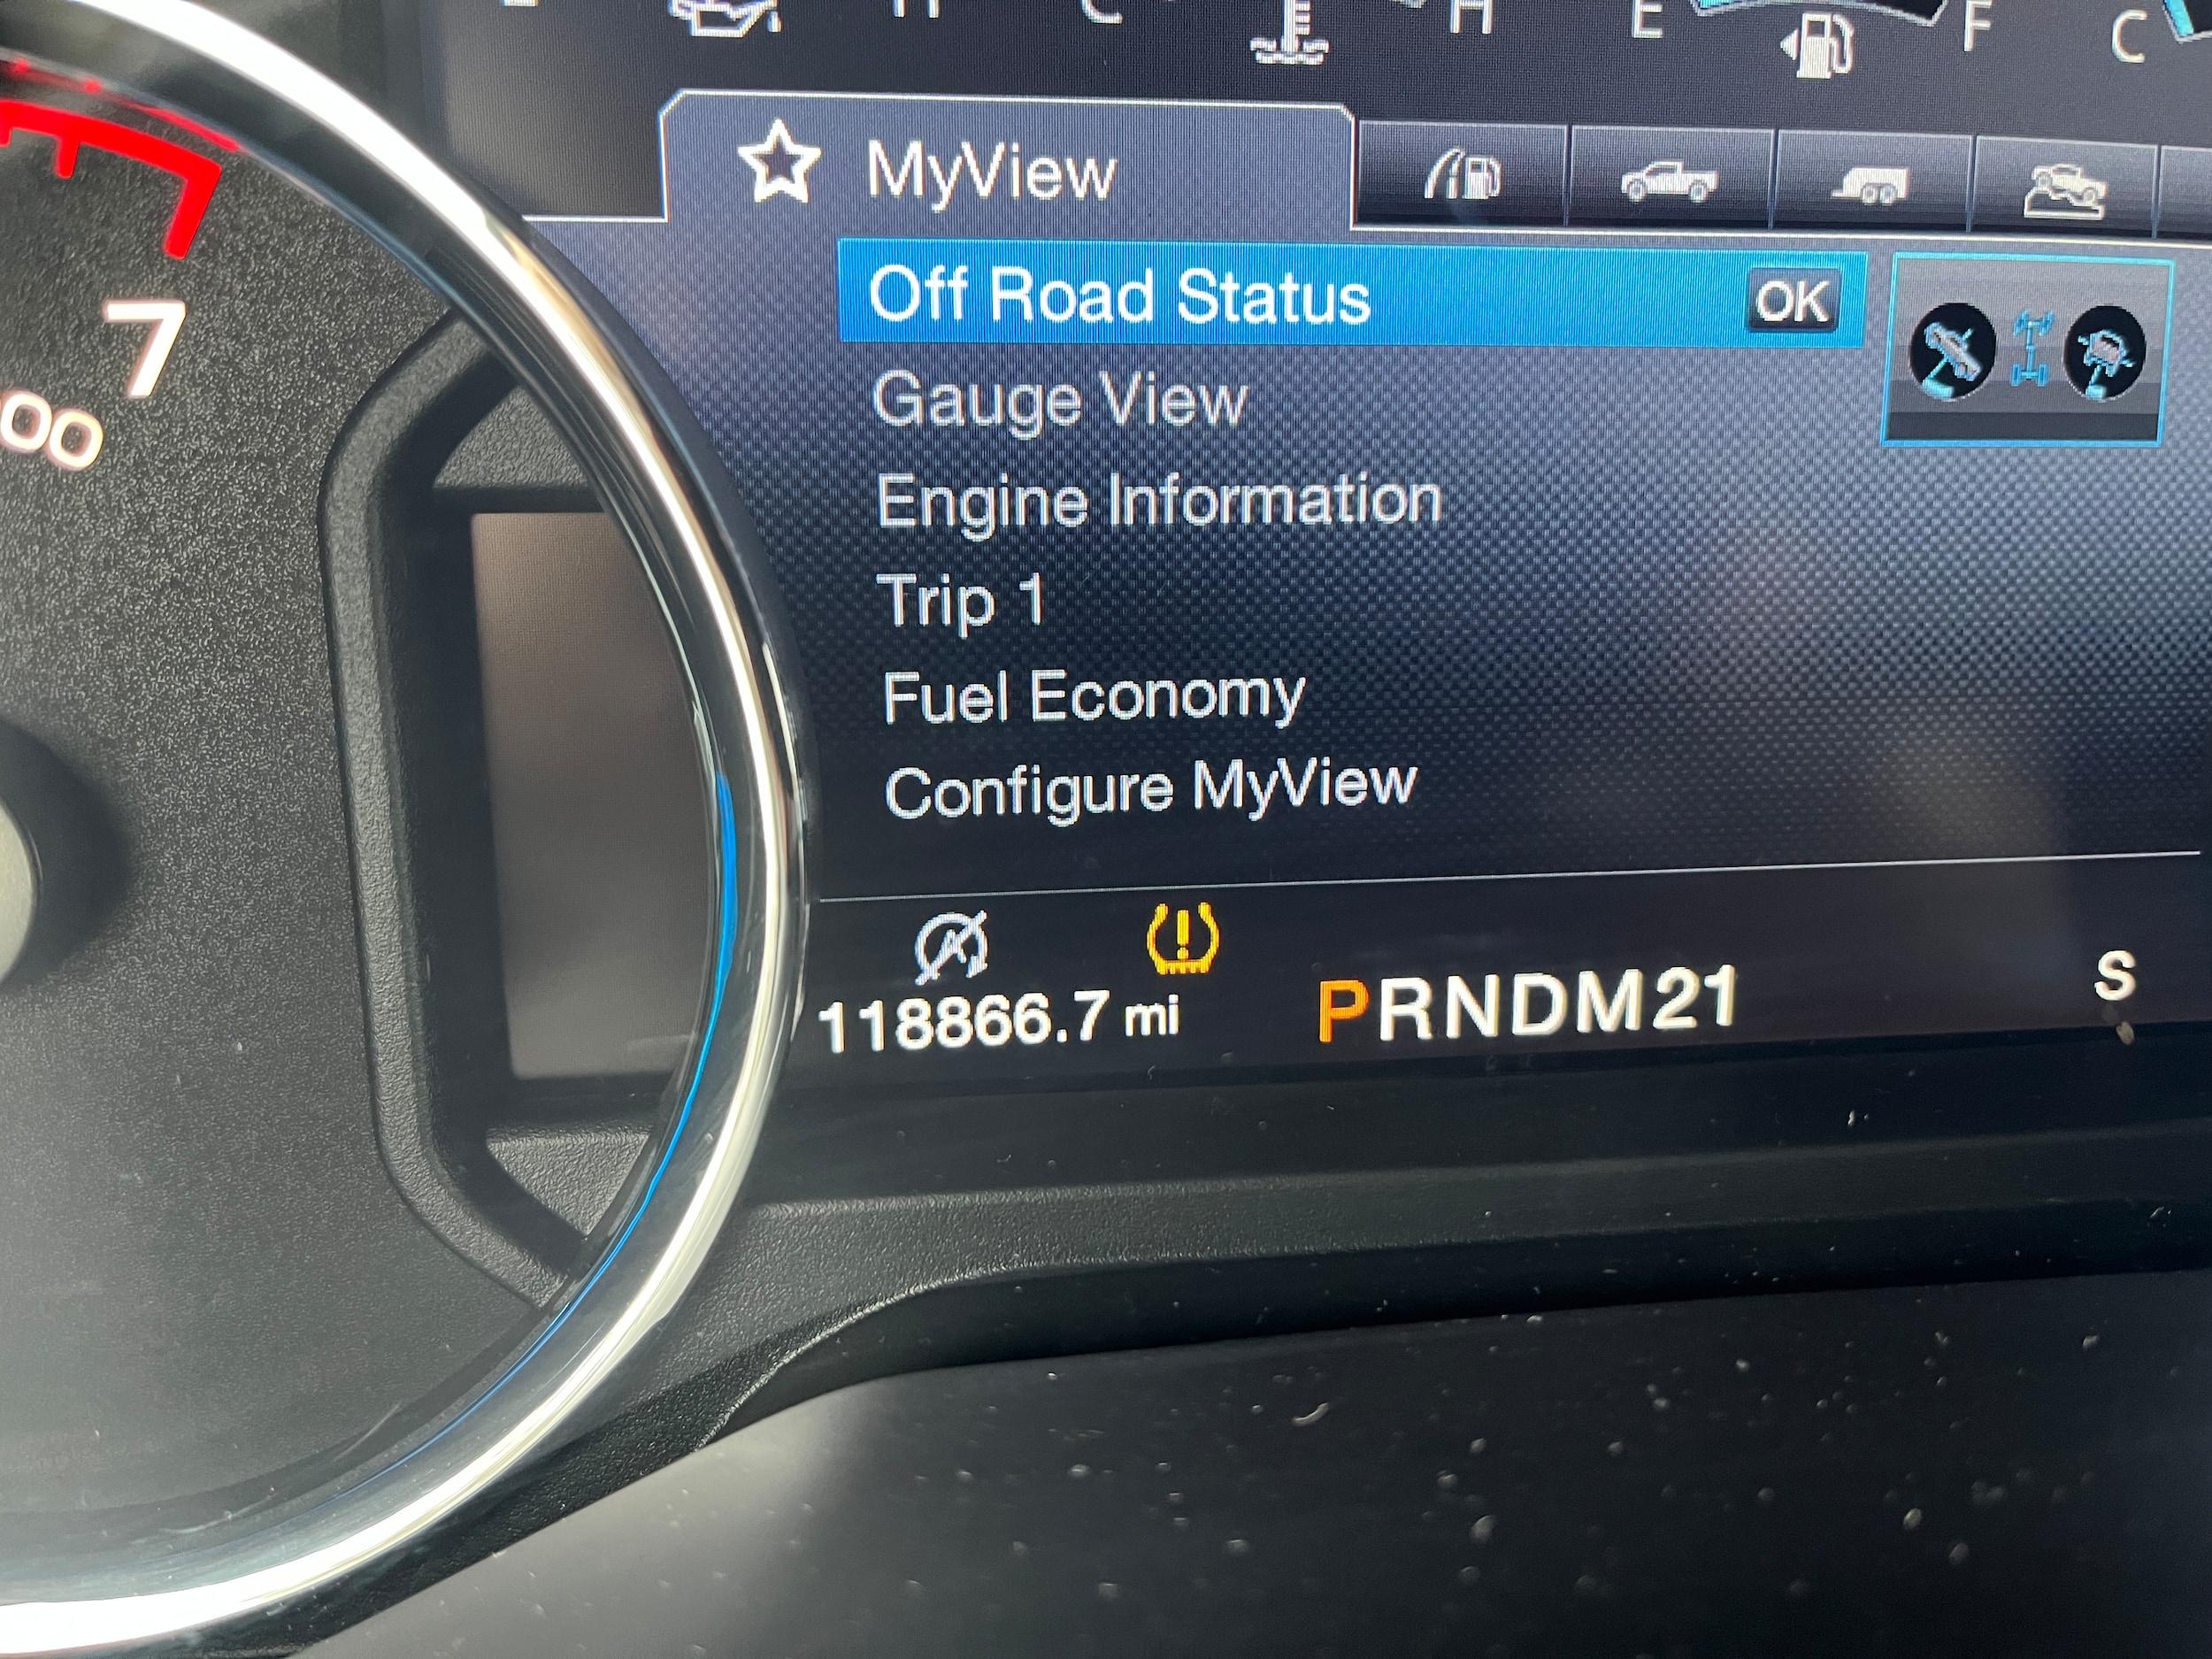 H C H E F C
MyView
Off Road Status OK
Gauge View
Engine Information
Trip 1
Fuel Economy
Configure MyView
7
00
118866.7 mi PRNDM21 S